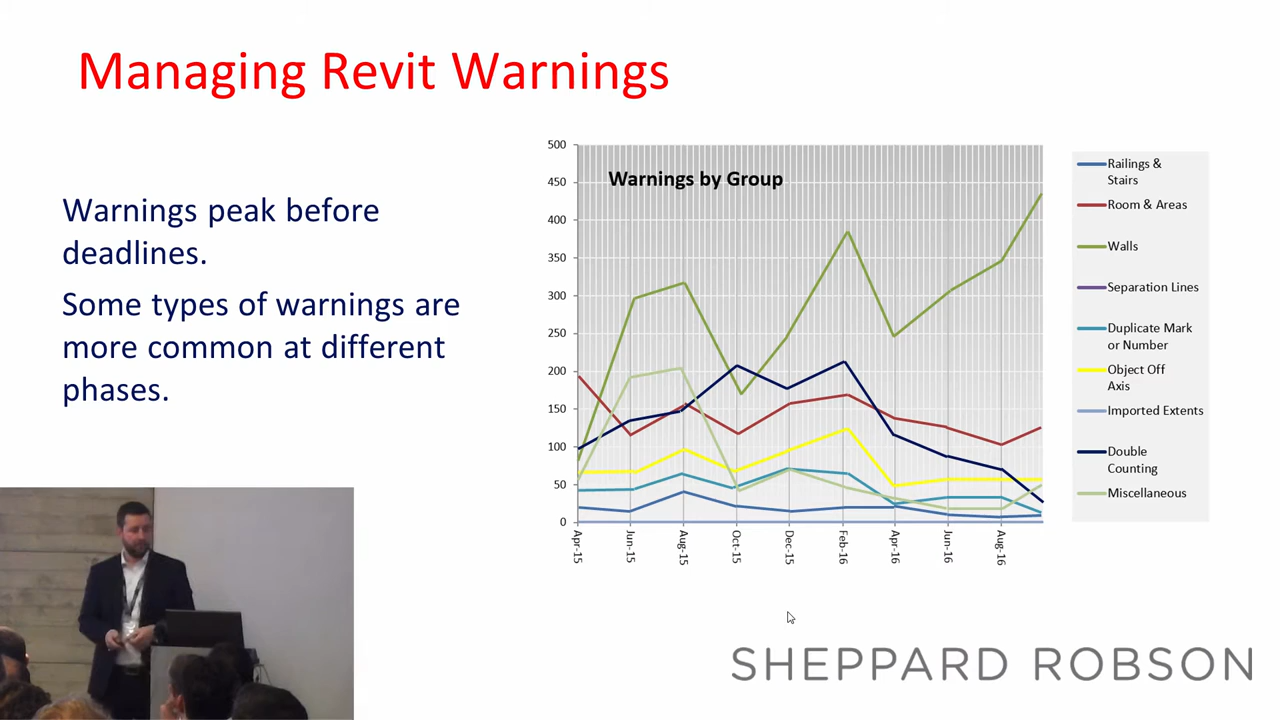 Managing Revit Warnings
Warnings peak before
deadlines.
Some types of warnings are
more common at different
phases.
Warnings by Group
500
450
400
350
300
250
200
150
100
50
0
Apr-15
Jun-15
Aug-15
Oct-15
Dec-15
Feb-16
Apr-16
Jun-16
Aug-16
Railings &
Stairs
Room & Areas
Walls
Separation Lines
Duplicate Mark
or Number
Object Off
Axis
Imported Extents
Double
Counting
Miscellaneous
SHEPPARD ROBSON